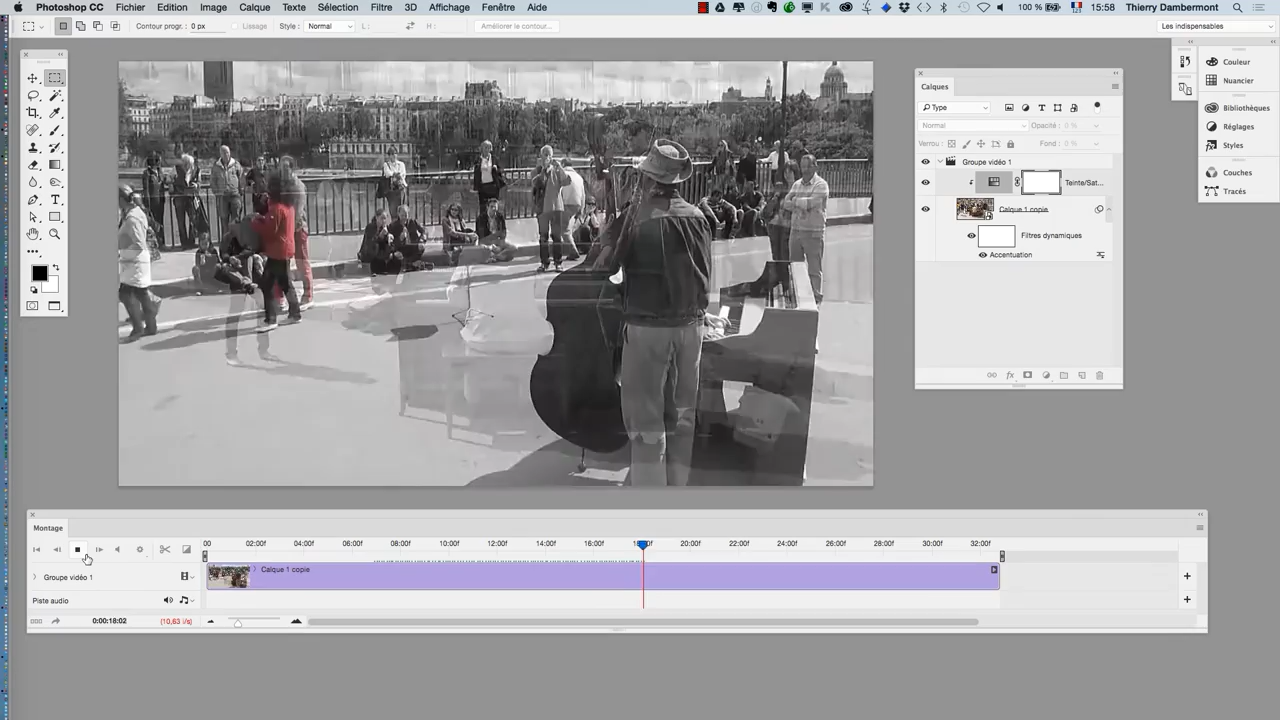 Photoshop CC Fichier Edition Image Calque Texte Sélection Filtre 3D Affichage Fenêtre Aide 100 % 15:58 Thierry Dambermont
Contour progr. : 0 px Lissage Style : Normal L : Améliorer le contour... Les indispensables
Calques
Type
Normal Opacité : 0 %
Verrou : Fond : 0 %
Groupe vidéo 1
Teinte/Sat...
Calque 1 copie
Filtres dynamiques
Accentuation
Couleur
Nuancier
Bibliothèques
Réglages
Styles
Couches
Tracés
Montage
00 02:00f 04:00f 06:00f 08:00f 10:00f 12:00f 14:00f 16:00f 20:00f 22:00f 24:00f 26:00f 28:00f 30:00f 32:00f
Groupe vidéo 1 Calque 1 copie
Piste audio
0:00:18:02 (10,63 i/s)